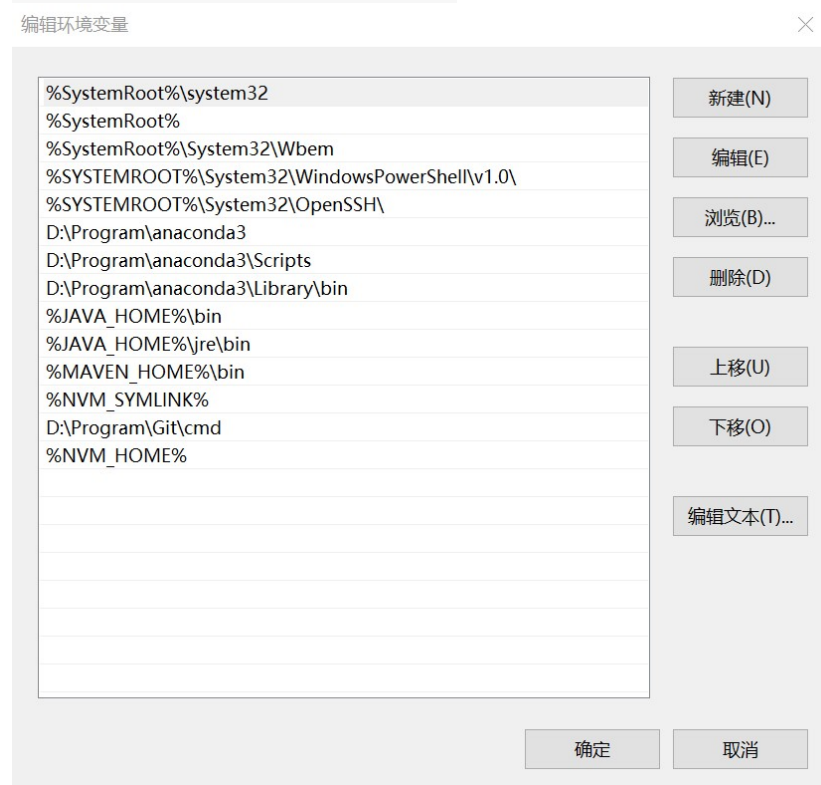 编辑环境变量
%SystemRoot%\system32
%SystemRoot%
%SystemRoot%\System32\Wbem
%SYSTEMROOT%\System32\WindowsPowerShell\v1.0\
%SYSTEMROOT%\System32\OpenSSH\
D:\Program\anaconda3
D:\Program\anaconda3\Scripts
D:\Program\anaconda3\Library\bin
%JAVA_HOME%\bin
%JAVA_HOME%\jre\bin
%MAVEN_HOME%\bin
%NVM_SYMLINK%
D:\Program\Git\cmd
%NVM_HOME%
新建(N)
编辑(E)
浏览(B)...
删除(D)
上移(U)
下移(O)
编辑文本(T)...
确定
取消